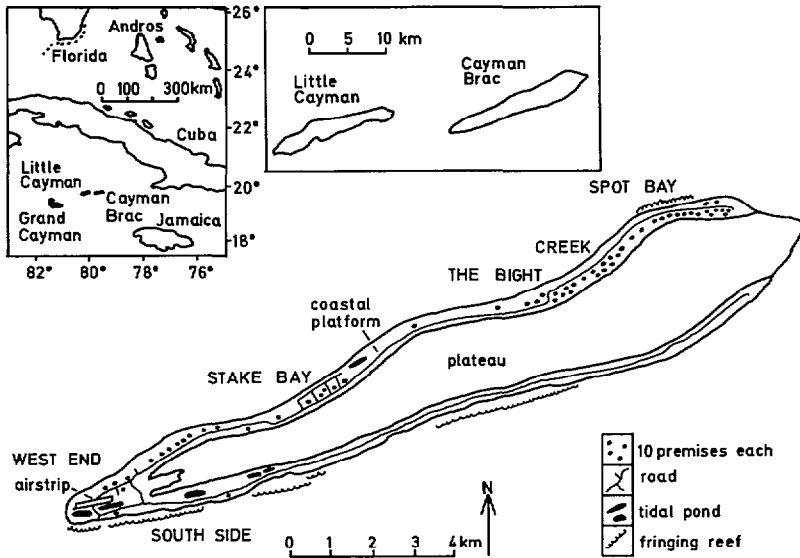 26°
24°
22°
20°
18°
82° 80° 78° 76°
Andros
Florida
0 100 300km
Cuba
Little
Cayman
Grand
Cayman
Cayman
Brac
Jamaica
0 5 10 km
Little
Cayman
Cayman
Brac
SPOT BAY
CREEK
THE BIGHT
coastal
platform
STAKE BAY
plateau
WEST END
airstrip
SOUTH SIDE
0 1 2 4 km
N
10 premises each
road
tidal pond
fringing reef